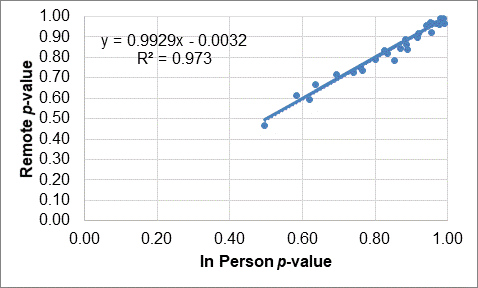 1.00
0.90
0.80
0.70
0.60
0.50
0.40
0.30
0.20
0.10
0.00
Remote p-value
y = 0.9929x - 0.0032
R² = 0.973
0.00 0.20 0.40 0.60 0.80 1.00
In Person p-value